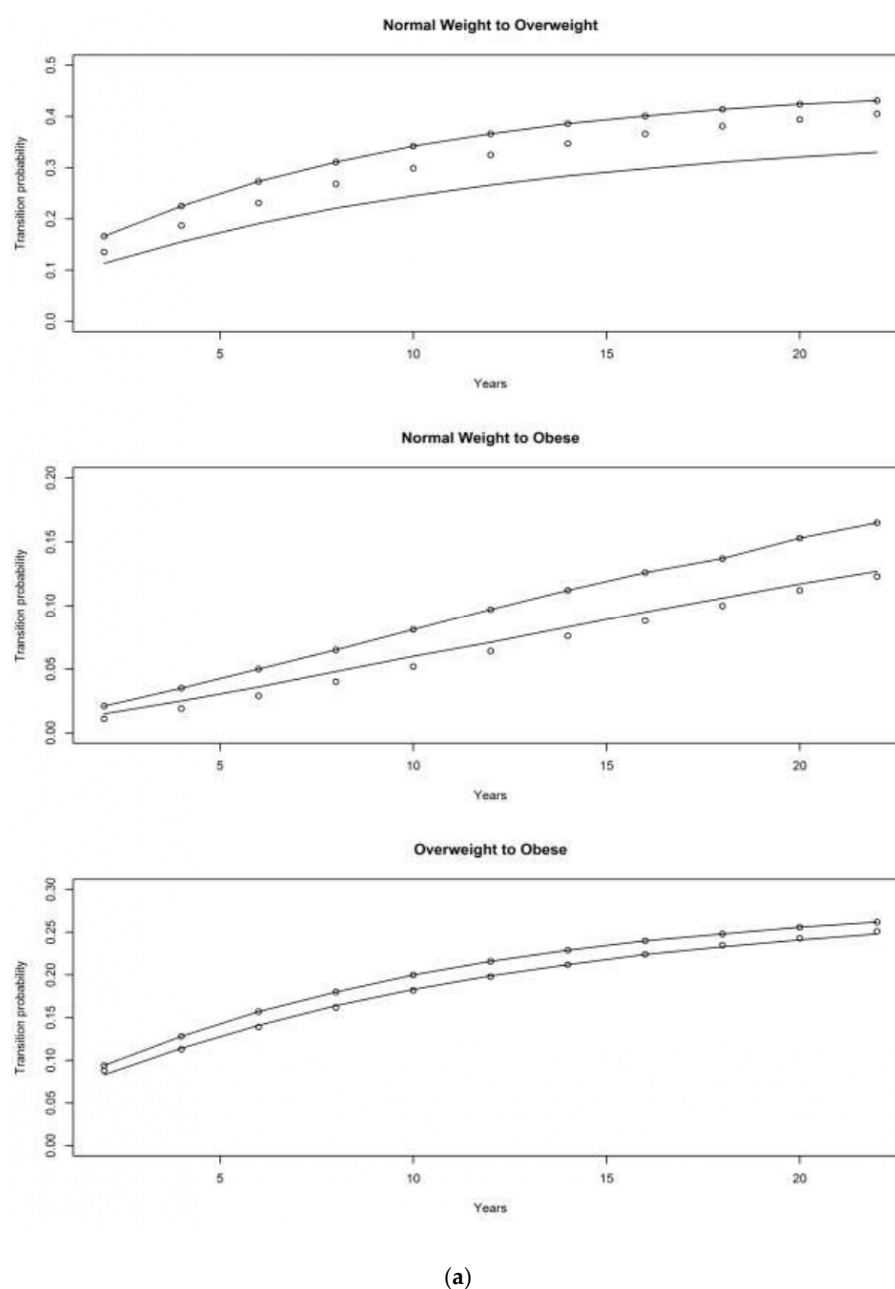 Normal Weight to Overweight
Transition probability
0.5
0.4
0.3
0.2
0.1
0.0
5 10 15 20
Years
Normal Weight to Obese
Transition probability
0.20
0.15
0.10
0.05
0.00
5 10 15 20
Years
Overweight to Obese
Transition probability
0.30
0.25
0.20
0.15
0.10
0.05
0.00
5 10 15 20
Years
(a)